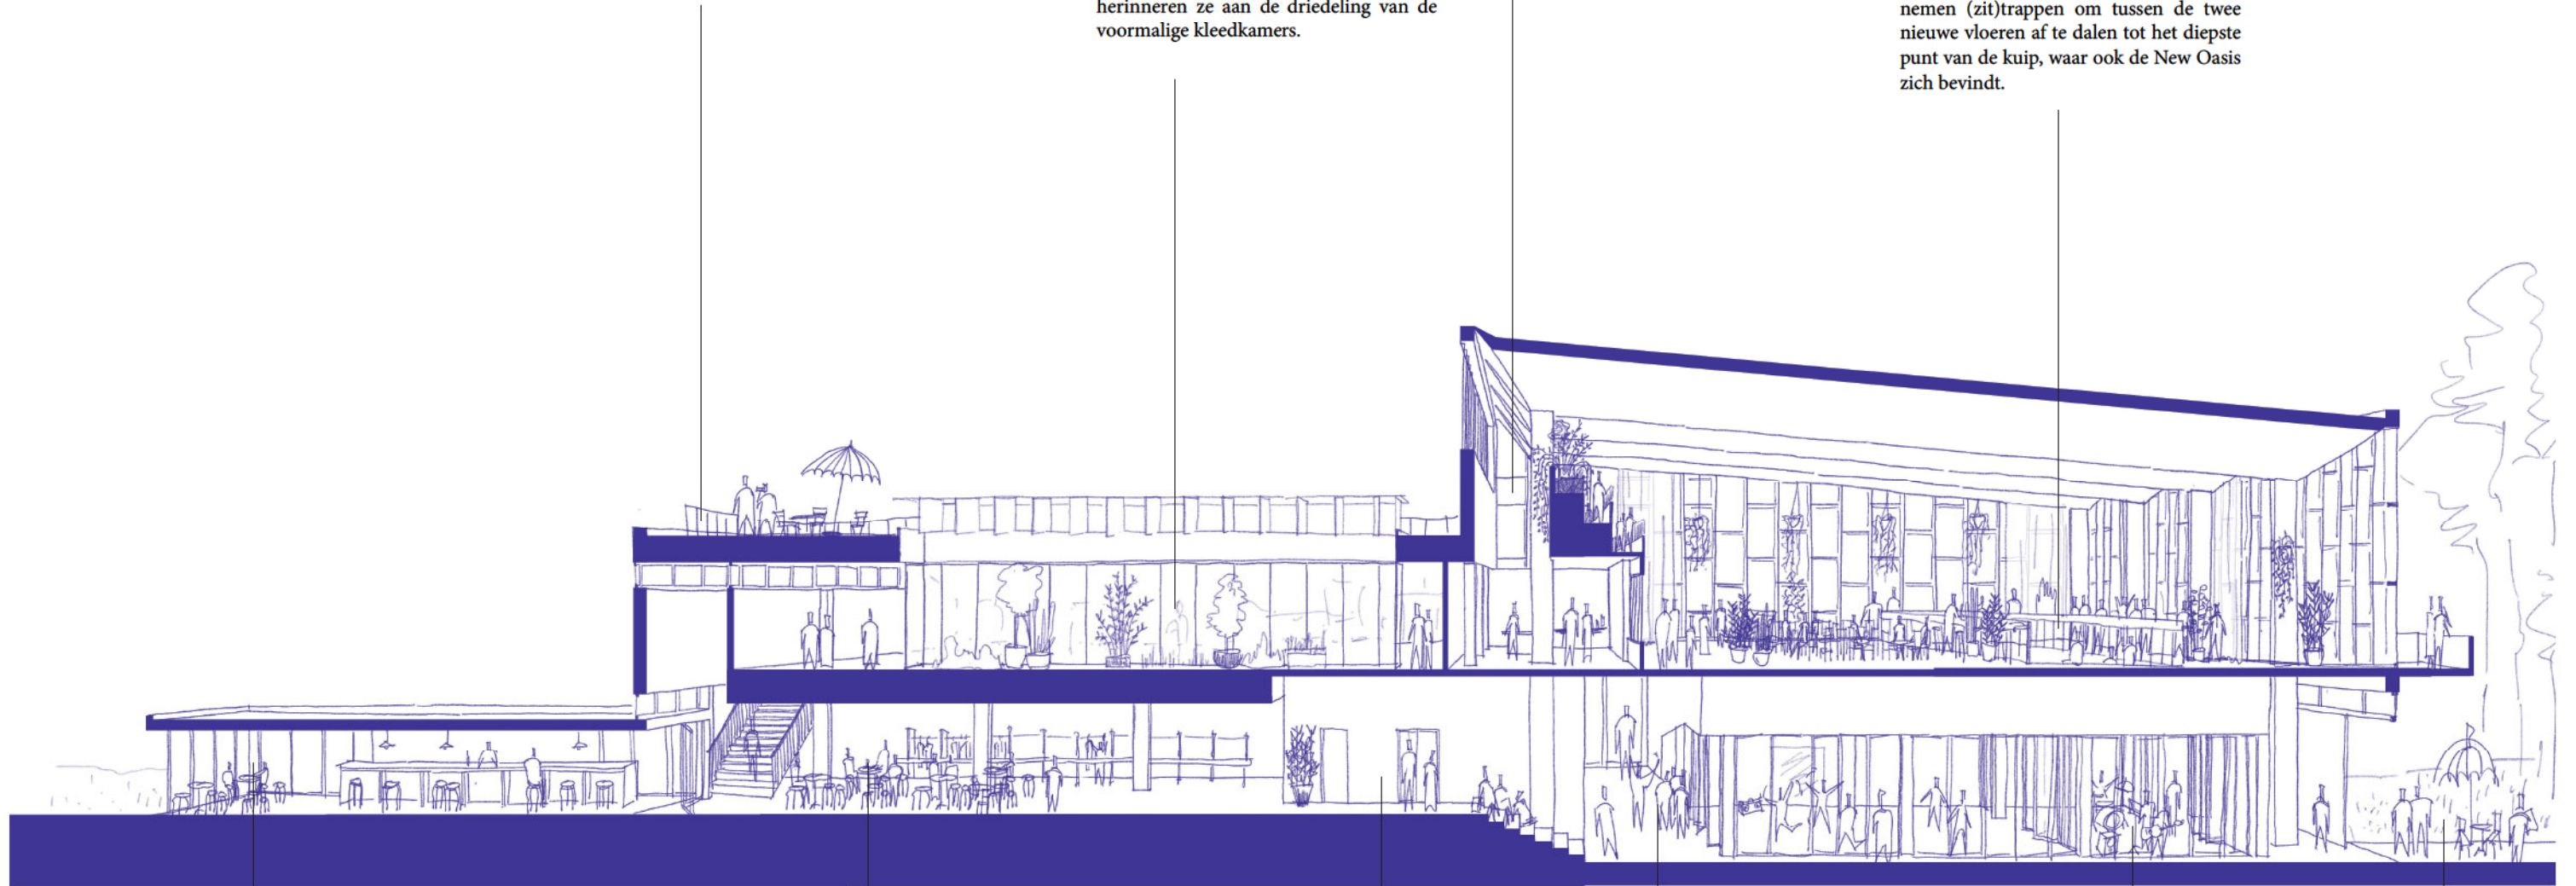 herinneren ze aan de driedeling van de
voormalige kleedkamers.
nemen (zit)trappen om tussen de twee
nieuwe vloeren af te dalen tot het diepste
punt van de kuip, waar ook de New Oasis
zich bevindt.